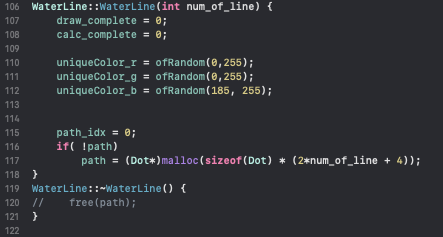 106 WaterLine::WaterLine(int num_of_line) {
107     draw_complete = 0;
108     calc_complete = 0;
109
110     uniqueColor_r = ofRandom(0,255);
111     uniqueColor_g = ofRandom(0,255);
112     uniqueColor_b = ofRandom(185, 255);
113
114
115     path_idx = 0;
116     if( !path)
117         path = (Dot*)malloc(sizeof(Dot) * (2*num_of_line + 4));
118 }
119 WaterLine::~WaterLine() {
120 //    free(path);
121 }
122